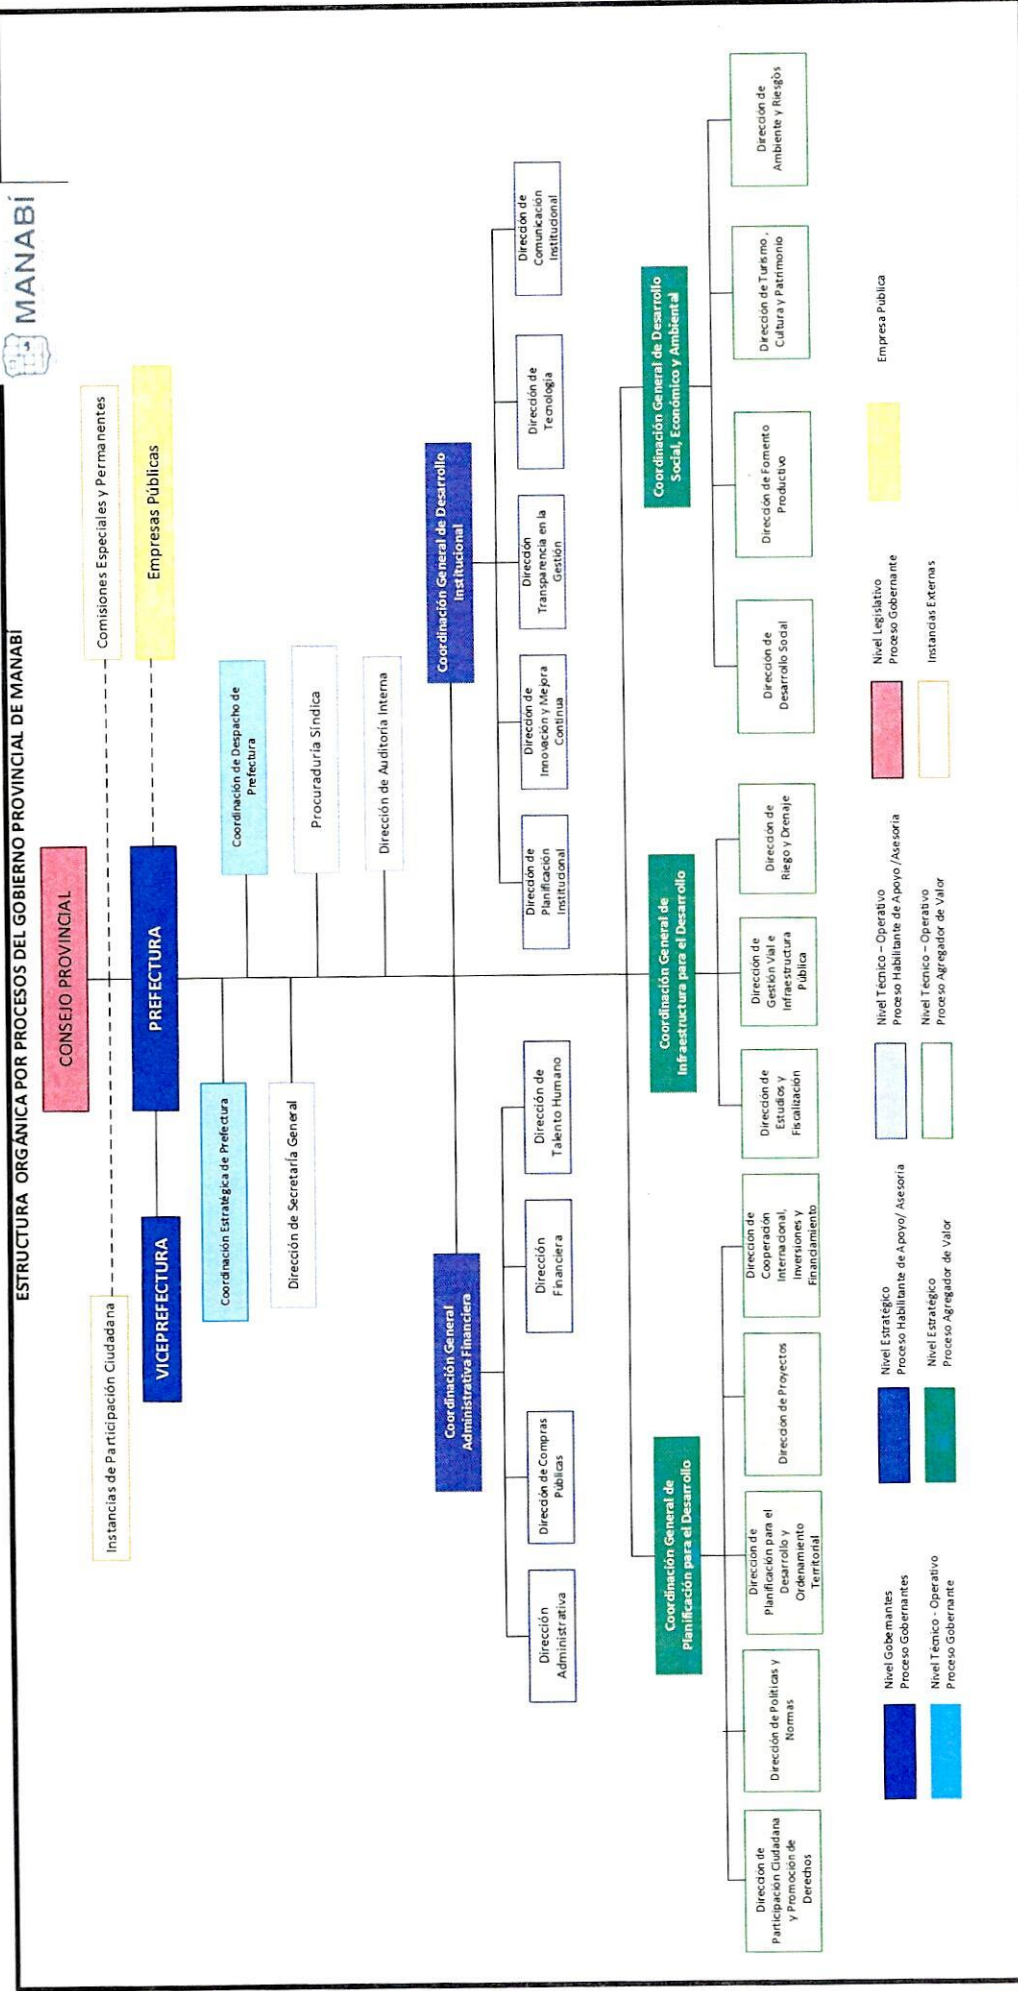 ESTRUCTURA ORGÁNICA POR PROCESOS DEL GOBIERNO PROVINCIAL DE MANABÍ
MANABÍ
CONSEJO PROVINCIAL
Instancias de Participación Ciudadana
Comisiones Especiales y Permanentes
VICEPREFECTURA
PREFECTURA
Empresas Públicas
Coordinación Estratégica de Prefectura
Coordinación de Despacho de
Prefectura
Dirección de Secretaría General
Procuraduría Síndica
Dirección de Auditoría Interna
Coordinación General
Administrativa Financiera
Coordinación General de Desarrollo
Institucional
Dirección
Administrativa
Dirección de Compras
Públicas
Dirección
Financiera
Dirección de
Talento Humano
Dirección de
Planificación
Institucional
Dirección de
Innovación y Mejora
Continua
Dirección
Transparencia en la
Gestión
Dirección de
Tecnología
Dirección de
Comunicación
Institucional
Coordinación General de
Planificación para el Desarrollo
Coordinación General de
Infraestructura para el Desarrollo
Coordinación General de Desarrollo
Social, Económico y Ambiental
Dirección de
Participación Ciudadana
y Promoción de
Derechos
Dirección de Políticas y
Normas
Dirección de
Planificación para el
Desarrollo y
Ordenamiento
Territorial
Dirección de Proyectos
Dirección de
Cooperación
Internacional,
Inversiones y
Financiamiento
Dirección de
Estudios y
Fiscalización
Dirección de
Gestión Vial e
Infraestructura
Pública
Dirección de
Riego y Drenaje
Dirección de
Desarrollo Social
Dirección de Fomento
Productivo
Dirección de Turismo,
Cultura y Patrimonio
Dirección de
Ambiente y Riesgos
Nivel Gobernantes
Proceso Gobernantes
Nivel Técnico - Operativo
Proceso Gobernante
Nivel Estratégico
Proceso Habilitante de Apoyo/ Asesoria
Nivel Estratégico
Proceso Agregador de Valor
Nivel Técnico – Operativo
Proceso Habilitante de Apoyo /Asesoria
Nivel Técnico – Operativo
Proceso Agregador de Valor
Nivel Legislativo
Proceso Gobernante
Instancias Externas
Empresa Pública